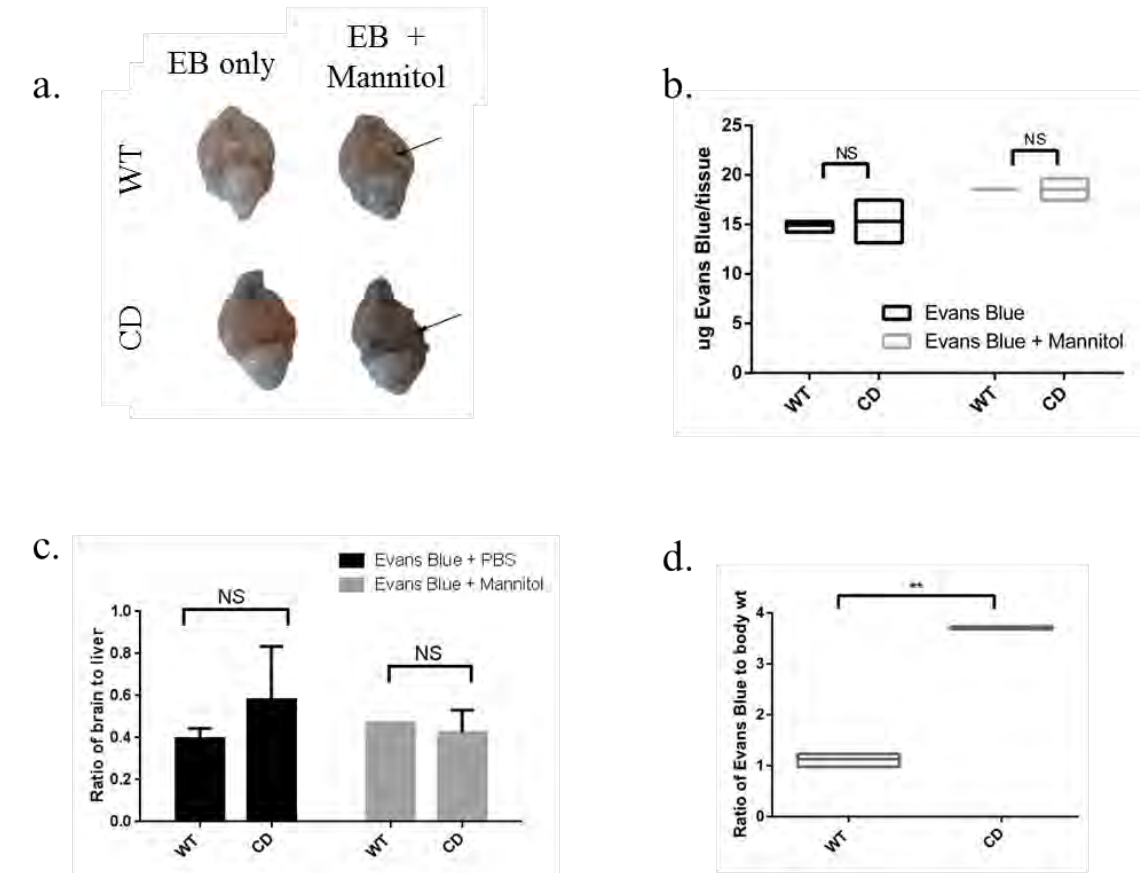 a.
EB only
EB +
Mannitol
WT
CD
b.
25
20
15
10
5
0
ug Evans Blue/tissue
NS
NS
Evans Blue
Evans Blue + Mannitol
WT
CD
WT
CD
c.
Evans Blue + PBS
Evans Blue + Mannitol
NS
NS
1.0
0.8
0.6
0.4
0.2
0.0
Ratio of brain to liver
WT
CD
WT
CD
d.
**
4
3
2
1
0
Ratio of Evans Blue to body wt
WT
CD